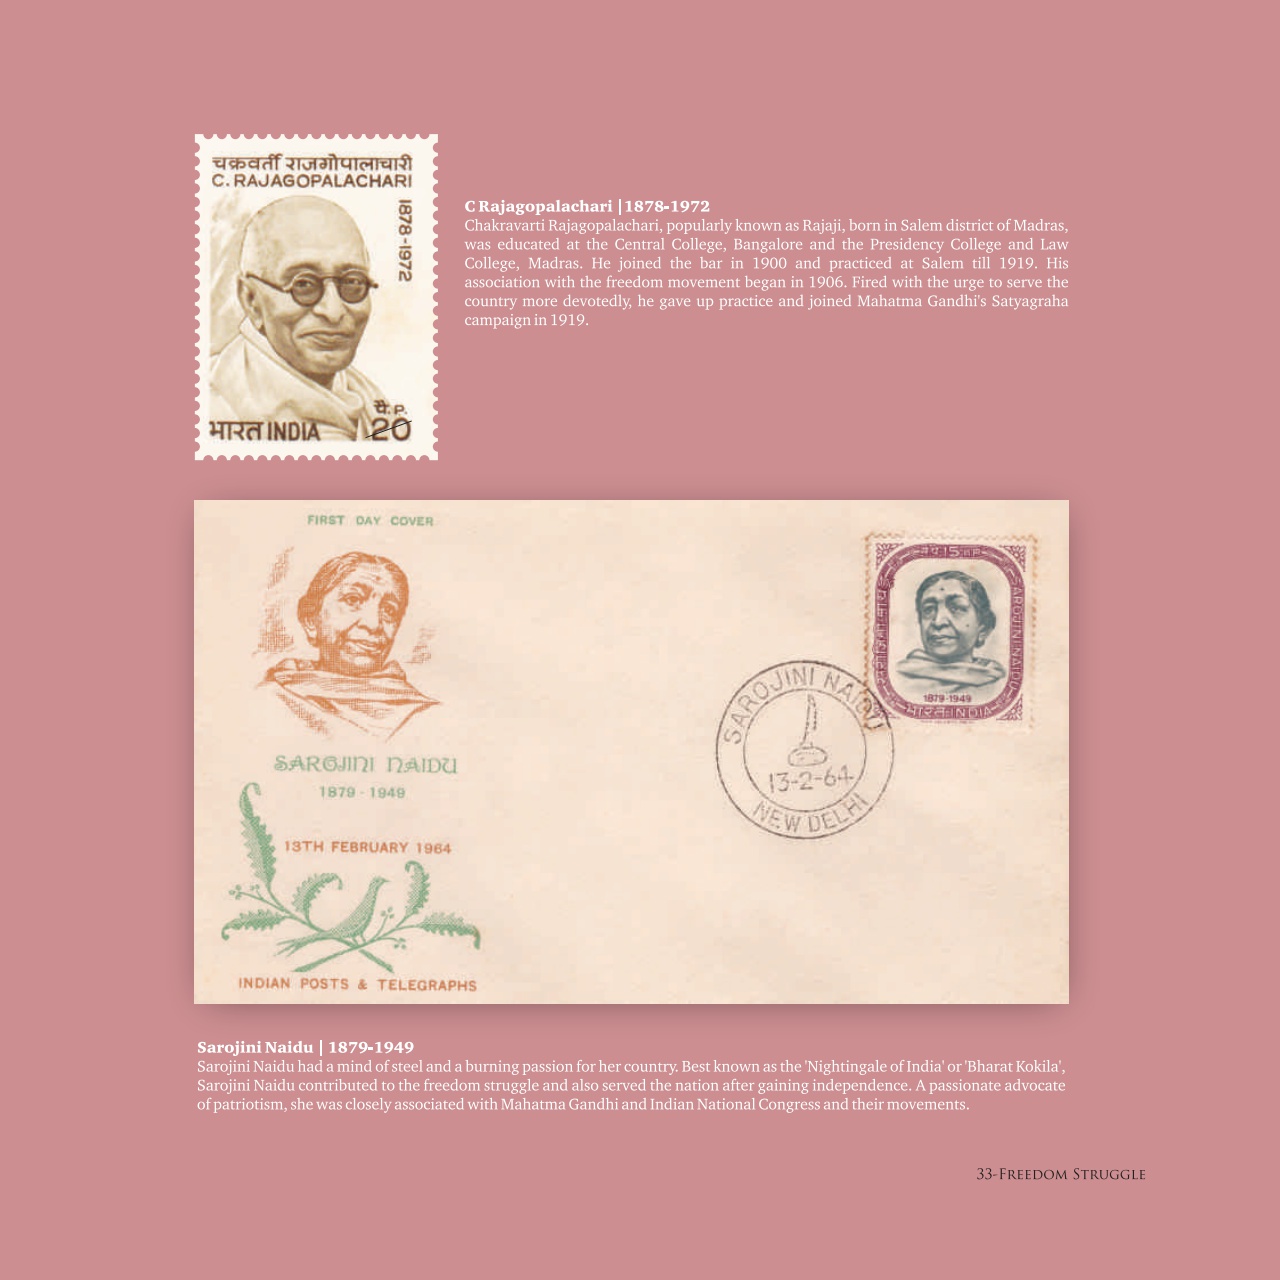 चक्रवर्ती राजगोपालाचारी
C. RAJAGOPALACHARI
1878-1972
पै. P.
20
भारत INDIA
C Rajagopalachari |1878-1972
Chakravarti Rajagopalachari, popularly known as Rajaji, born in Salem district of Madras,
was educated at the Central College, Bangalore and the Presidency College and Law
College, Madras. He joined the bar in 1900 and practiced at Salem till 1919. His
association with the freedom movement began in 1906. Fired with the urge to serve the
country more devotedly, he gave up practice and joined Mahatma Gandhi's Satyagraha
campaign in 1919.
FIRST DAY COVER
SAROJINI NAIDU
1879 - 1949
13TH FEBRUARY 1964
INDIAN POSTS & TELEGRAPHS
SAROJINI NAIDU
13-2-64
NEW DELHI
15
SAROJINI NAIDU
1879-1949
भारत INDIA
Sarojini Naidu | 1879-1949
Sarojini Naidu had a mind of steel and a burning passion for her country. Best known as the 'Nightingale of India' or 'Bharat Kokila',
Sarojini Naidu contributed to the freedom struggle and also served the nation after gaining independence. A passionate advocate
of patriotism, she was closely associated with Mahatma Gandhi and Indian National Congress and their movements.
33-FREEDOM STRUGGLE